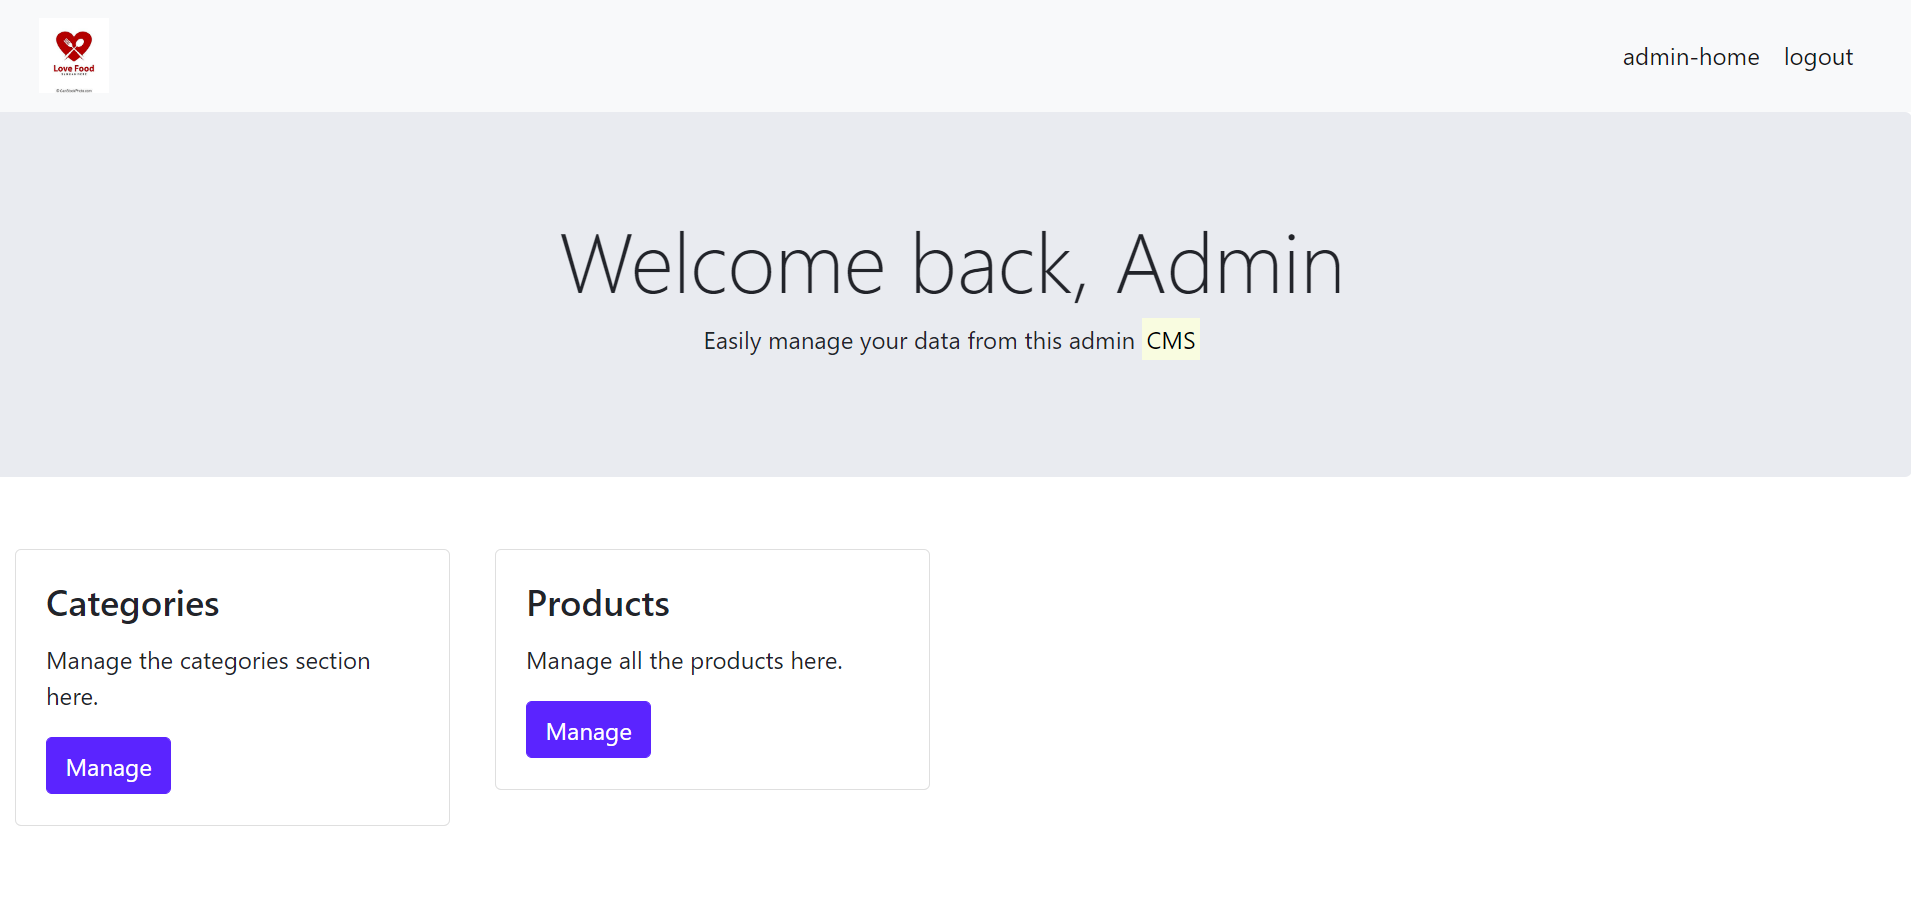 Love Food
admin-home
logout
Welcome back, Admin
Easily manage your data from this admin CMS
Categories
Manage the categories section
here.
Manage
Products
Manage all the products here.
Manage